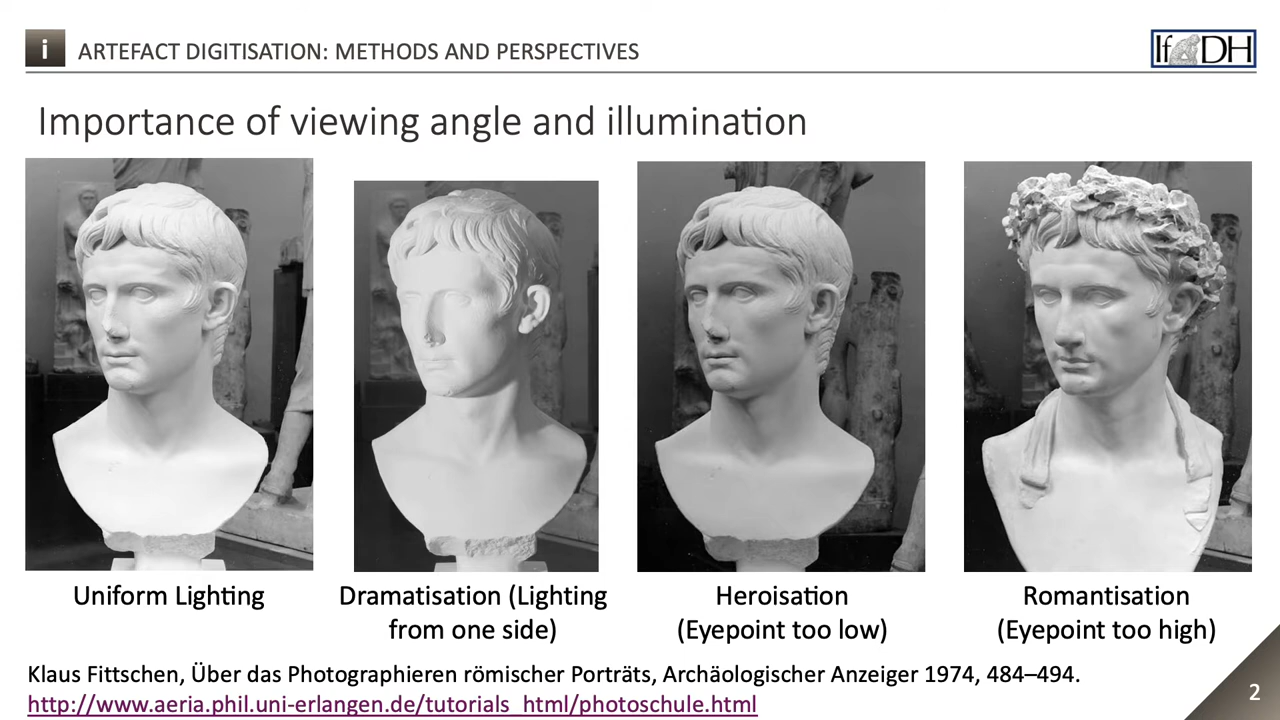 i
ARTEFACT DIGITISATION: METHODS AND PERSPECTIVES
IfDH
Importance of viewing angle and illumination
Uniform Lighting
Dramatisation (Lighting
from one side)
Heroisation
(Eyepoint too low)
Romantisation
(Eyepoint too high)
Klaus Fittschen, Über das Photographieren römischer Porträts, Archäologischer Anzeiger 1974, 484–494.
http://www.aeria.phil.uni-erlangen.de/tutorials_html/photoschule.html
2